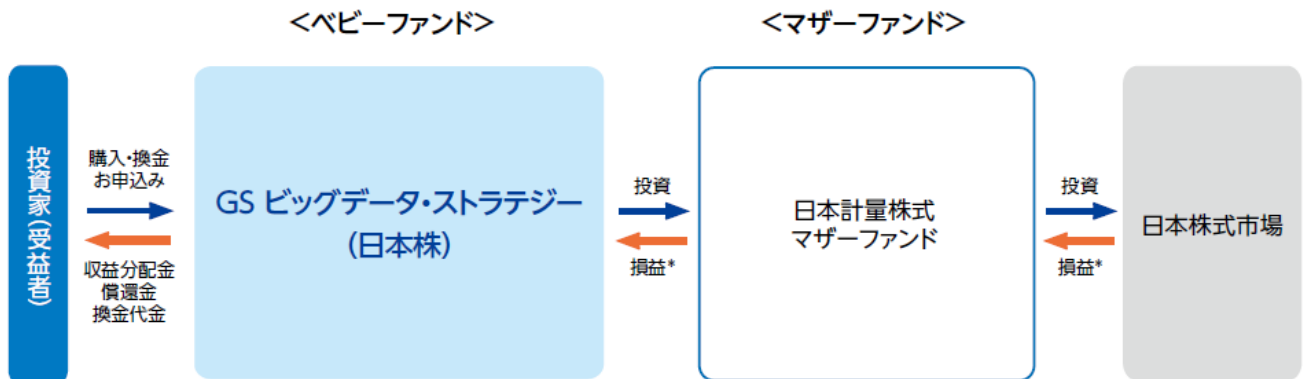 ＜ベビーファンド＞
＜マザーファンド＞
投資家(受益者)
購入・換金
お申込み
収益分配金
償還金
換金代金
GS ビッグデータ・ストラテジー
(日本株)
投資
損益*
日本計量株式
マザーファンド
投資
損益*
日本株式市場